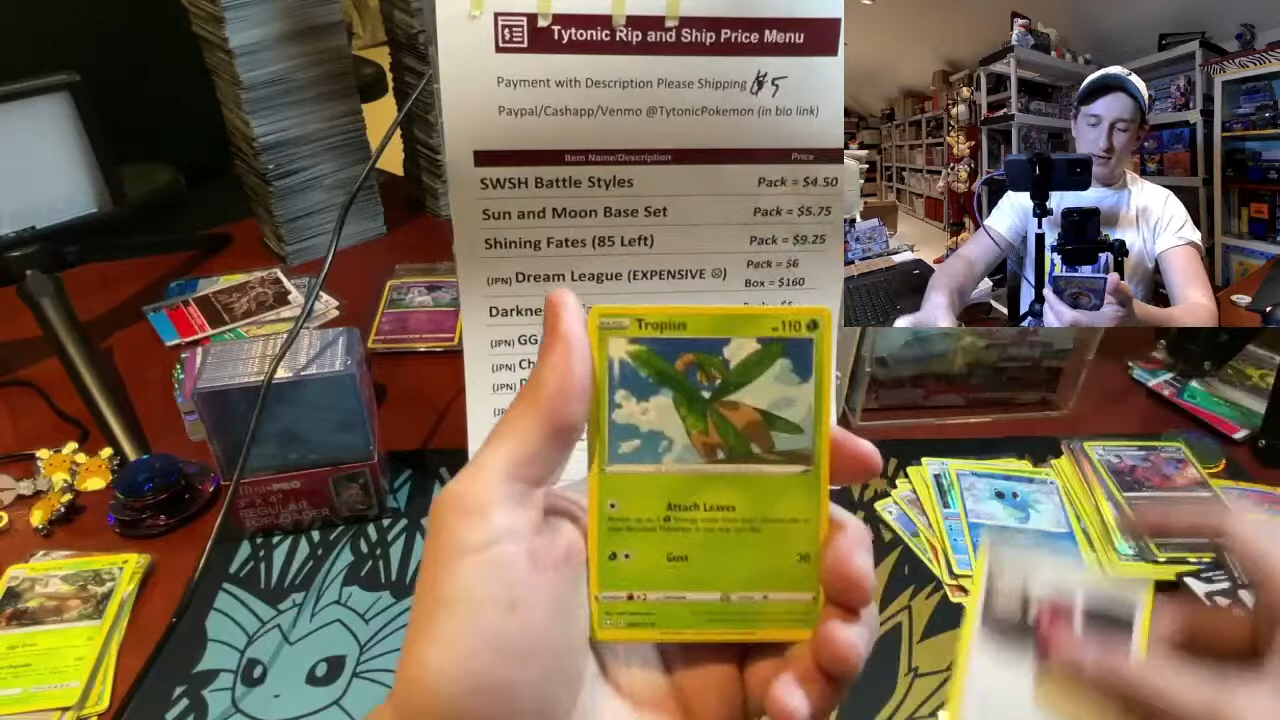 Tytonic Rip and Ship Price Menu
Payment with Description Please Shipping $5
Paypal/Cashapp/Venmo @TytonicPokemon (in bio link)
Item Name/Description Price
SWSH Battle Styles Pack = $4.50
Sun and Moon Base Set Pack = $5.75
Shining Fates (85 Left) Pack = $9.25
(JPN) Dream League (EXPENSIVE ☹) Pack = $6
Box = $160
(JPN) GG
(JPN)
(JPN)
Tropius 110
Attach Leaves
Gust 30
Ultra PRO
3" X 4"
REGULAR
TOPLOADER